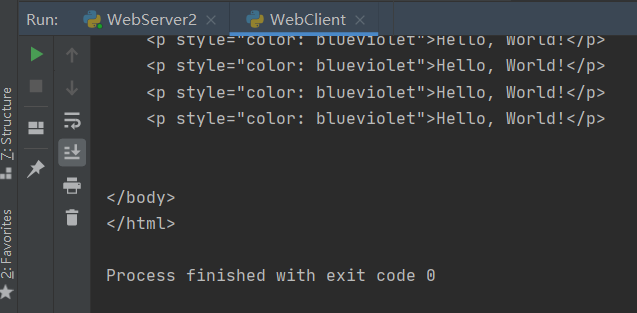 Run: WebServer2 × WebClient ×
<p style="color: blueviolet">Hello, World!</p>
<p style="color: blueviolet">Hello, World!</p>
<p style="color: blueviolet">Hello, World!</p>
<p style="color: blueviolet">Hello, World!</p>
</body>
</html>
Process finished with exit code 0
7: Structure
2: Favorites